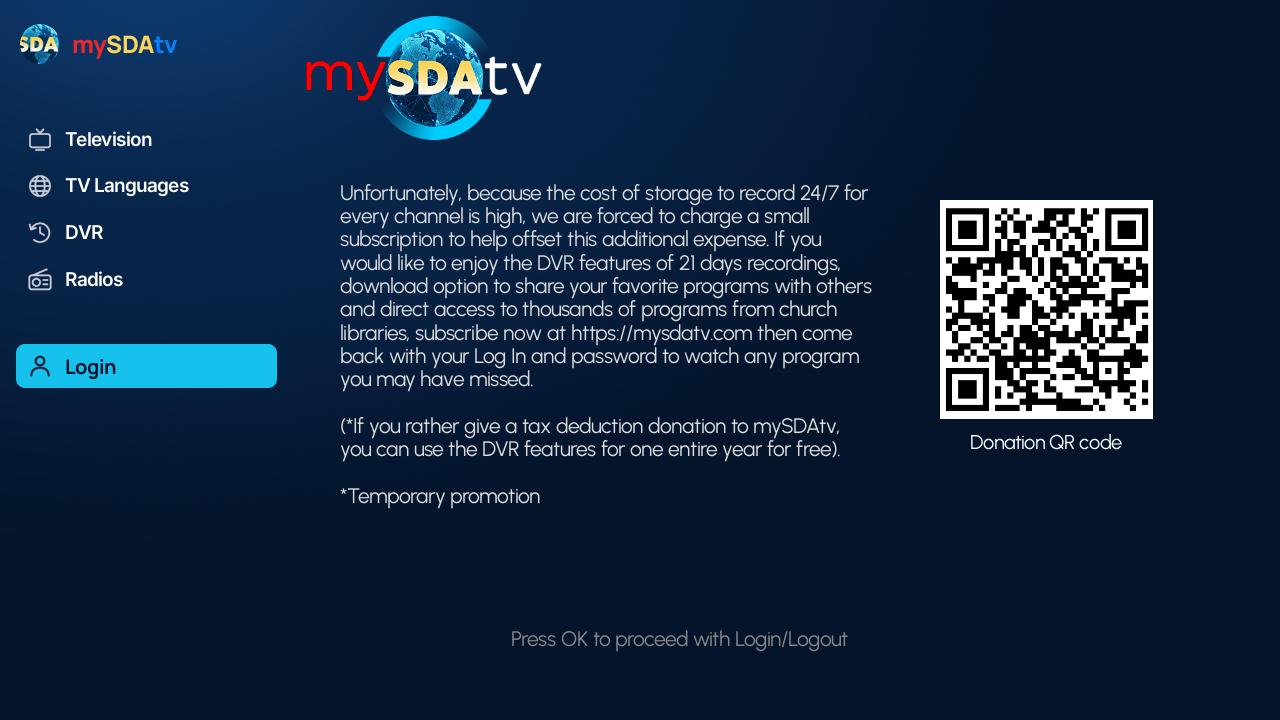 SDA mySDAtv
mySDAtv
Television
TV Languages
DVR
Radios
Login
Unfortunately, because the cost of storage to record 24/7 for
every channel is high, we are forced to charge a small
subscription to help offset this additional expense. If you
would like to enjoy the DVR features of 21 days recordings,
download option to share your favorite programs with others
and direct access to thousands of programs from church
libraries, subscribe now at https://mysdatv.com then come
back with your Log In and password to watch any program
you may have missed.
(*If you rather give a tax deduction donation to mySDAtv,
you can use the DVR features for one entire year for free).
*Temporary promotion
Donation QR code
Press OK to proceed with Login/Logout